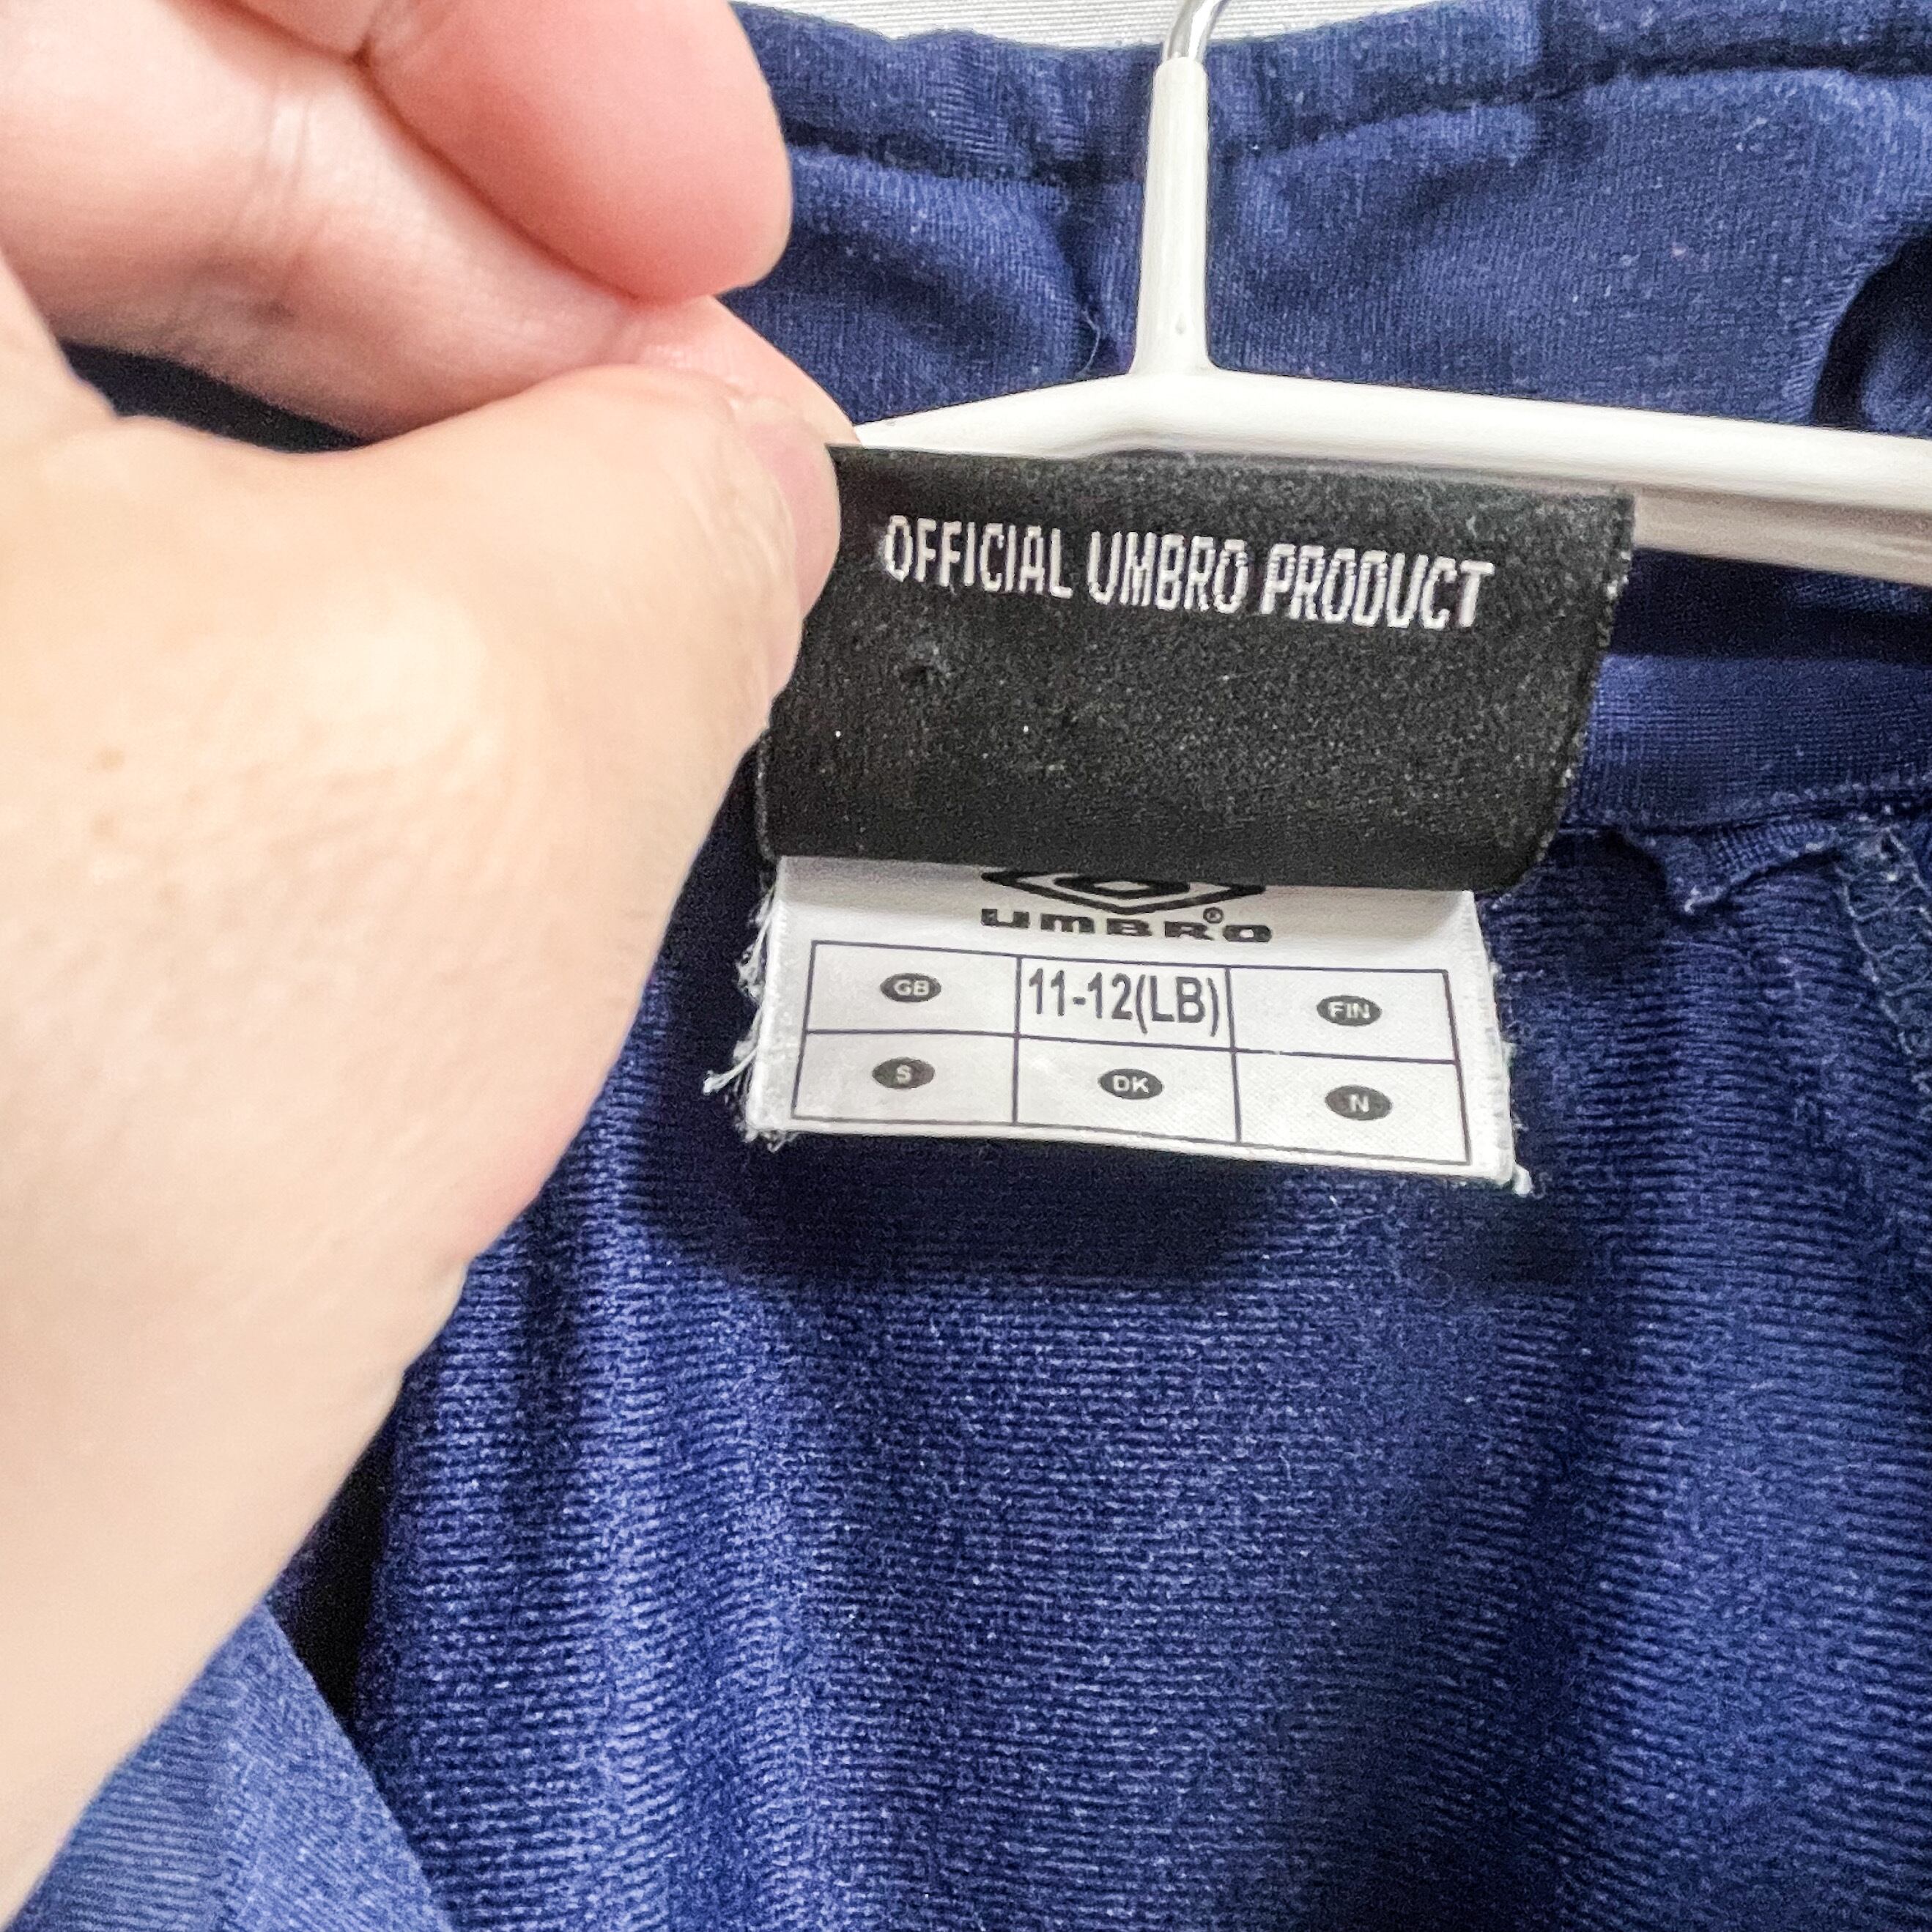 OFFICIAL UMBRO PRODUCT
umbro®
GB 11-12(LB) FIN
S DK N